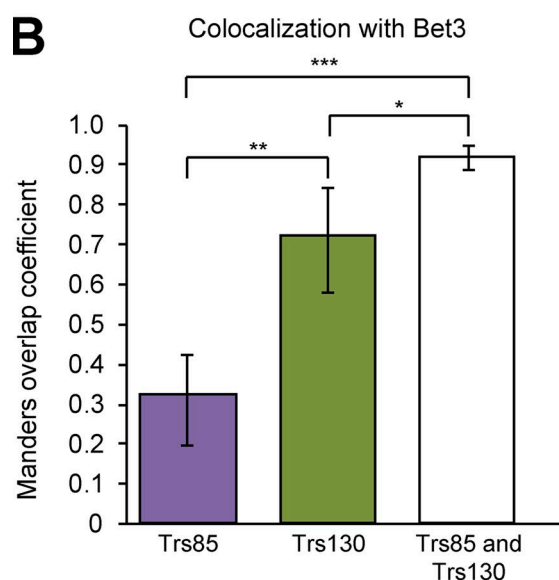 B
Colocalization with Bet3
***
*
**
Manders overlap coefficient
1.0
0.9
0.8
0.7
0.6
0.5
0.4
0.3
0.2
0.1
0
Trs85
Trs130
Trs85 and
Trs130